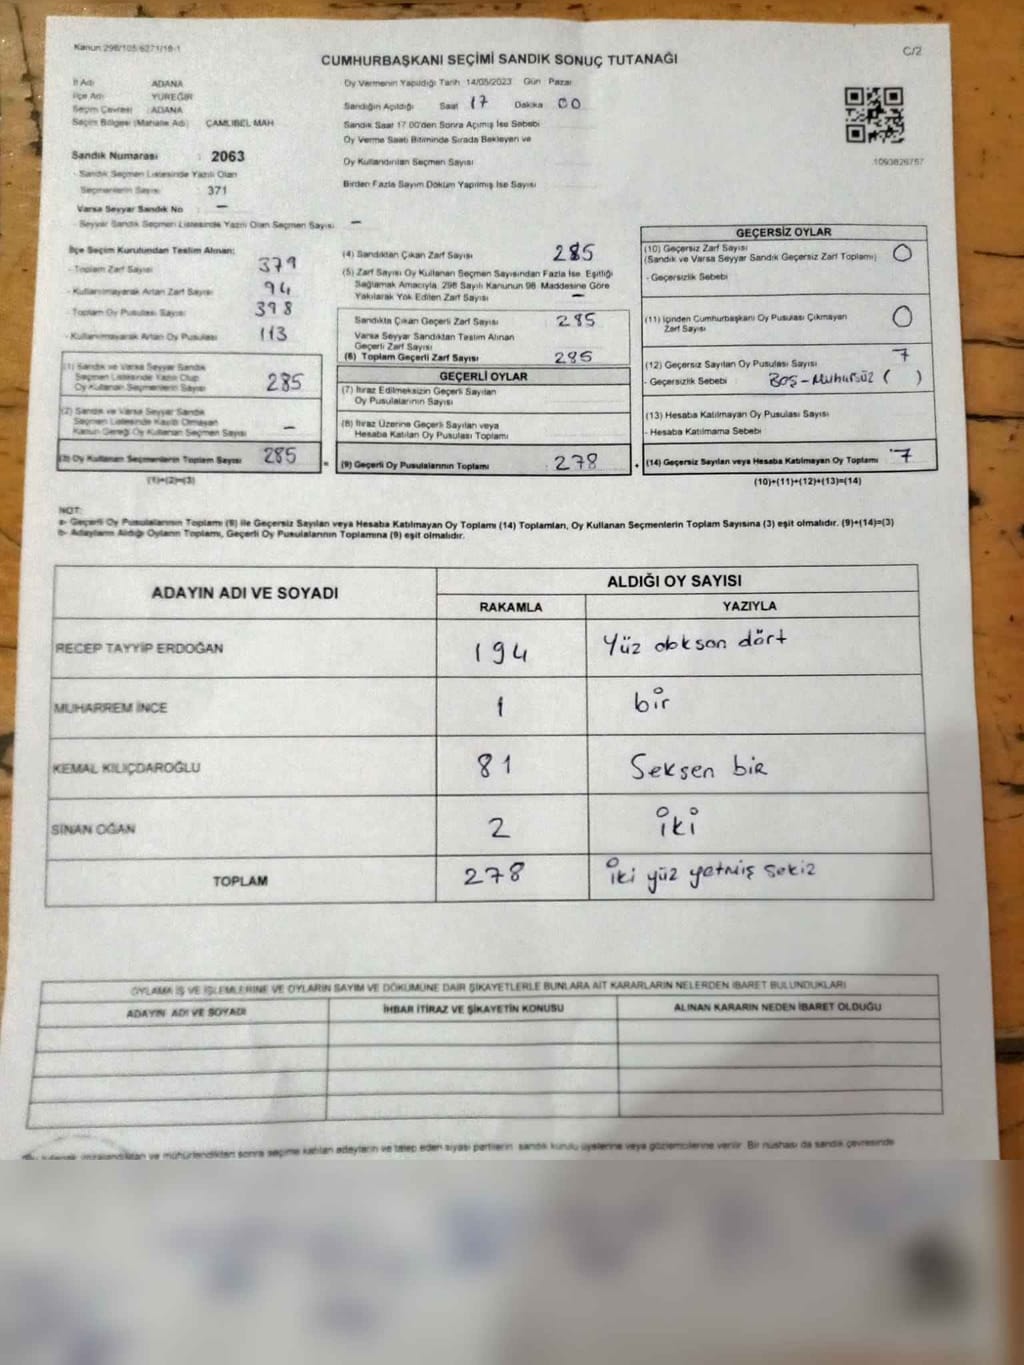 Kanun 298/105 6271/18-1
C/2
CUMHURBAŞKANI SEÇİMİ SANDIK SONUÇ TUTANAĞI
İl Adı ADANA
İlçe Adı YÜREĞİR
Seçim Çevresi : ADANA
Seçim Bölgesi (Mahalle Adı) ÇAMLIBEL MAH
Sandık Numarası : 2063
- Sandık Seçmen Listesinde Yazılı Olan
Seçmenlerin Sayısı : 371
Varsa Seyyar Sandık No —
- Seyyar Sandık Seçmen Listesinde Yazılı Olan Seçmen Sayısı —
Oy Vermenin Yapıldığı Tarih 14/05/2023 Gün Pazar
Sandığın Açıldığı Saat 17 Dakika 00
Sandık Saat 17.00'den Sonra Açılmış İse Sebebi
Oy Verme Saati Bitiminde Sırada Bekleyen ve
Oy Kullandırılan Seçmen Sayısı
Birden Fazla Sayım Döküm Yapılmış İse Sayısı
1093826757
İlçe Seçim Kurulundan Teslim Alınan:
- Toplam Zarf Sayısı 379
- Kullanılmayarak Artan Zarf Sayısı 94
Toplam Oy Pusulası Sayısı 398
- Kullanılmayarak Artan Oy Pusulası 113
(1) Sandık ve Varsa Seyyar Sandık
Seçmen Listesinde Yazılı Olup
Oy Kullanan Seçmenlerin Sayısı 285
(2) Sandık ve Varsa Seyyar Sandık
Seçmen Listesinde Kayıtlı Olmayan
Kanun Gereği Oy Kullanan Seçmen Sayısı —
(3) Oy Kullanan Seçmenlerin Toplam Sayısı 285
(1)+(2)=(3)
(4) Sandıktan Çıkan Zarf Sayısı 285
(5) Zarf Sayısı Oy Kullanan Seçmen Sayısından Fazla İse, Eşitliği
Sağlamak Amacıyla, 298 Sayılı Kanunun 98. Maddesine Göre
Yakılarak Yok Edilen Zarf Sayısı —
Sandıkta Çıkan Geçerli Zarf Sayısı 285
Varsa Seyyar Sandıktan Teslim Alınan
Geçerli Zarf Sayısı
(6) Toplam Geçerli Zarf Sayısı 285
GEÇERLİ OYLAR
(7) İtiraz Edilmeksizin Geçerli Sayılan
Oy Pusulalarının Sayısı
(8) İtiraz Üzerine Geçerli Sayılan veya
Hesaba Katılan Oy Pusulası Toplamı
= (9) Geçerli Oy Pusulalarının Toplamı 278
GEÇERSİZ OYLAR
(10) Geçersiz Zarf Sayısı 0
(Sandık ve Varsa Seyyar Sandık Geçersiz Zarf Toplamı)
- Geçersizlik Sebebi
(11) İçinden Cumhurbaşkanı Oy Pusulası Çıkmayan 0
Zarf Sayısı
(12) Geçersiz Sayılan Oy Pusulası Sayısı 7
- Geçersizlik Sebebi Boş-Mühürsüz ( )
(13) Hesaba Katılmayan Oy Pusulası Sayısı
- Hesaba Katılmama Sebebi
+ (14) Geçersiz Sayılan veya Hesaba Katılmayan Oy Toplamı 7
(10)+(11)+(12)+(13)=(14)
NOT:
a- Geçerli Oy Pusulalarının Toplamı (9) ile Geçersiz Sayılan veya Hesaba Katılmayan Oy Toplamı (14) Toplamları, Oy Kullanan Seçmenlerin Toplam Sayısına (3) eşit olmalıdır. (9)+(14)=(3)
b- Adayların Aldığı Oyların Toplamı, Geçerli Oy Pusulalarının Toplamına (9) eşit olmalıdır.
ADAYIN ADI VE SOYADI ALDIĞI OY SAYISI
RAKAMLA YAZIYLA
RECEP TAYYİP ERDOĞAN 194 Yüz doksan dört
MUHARREM İNCE 1 bir
KEMAL KILIÇDAROĞLU 81 Seksen bir
SİNAN OĞAN 2 iki
TOPLAM 278 iki yüz yetmiş sekiz
OYLAMA İŞ VE İŞLEMLERİNE VE OYLARIN SAYIM VE DÖKÜMÜNE DAİR ŞİKAYETLERLE BUNLARA AİT KARARLARIN NELERDEN İBARET BULUNDUKLARI
ADAYIN ADI VE SOYADI İHBAR İTİRAZ VE ŞİKAYETİN KONUSU ALINAN KARARIN NEDEN İBARET OLDUĞU
imzalandıktan ve mühürlendikten sonra seçime katılan adayların ve talep eden siyasi partilerin sandık kurulu üyelerine veya gözlemcilerine verilir. Bir nüshası da sandık çevresinde